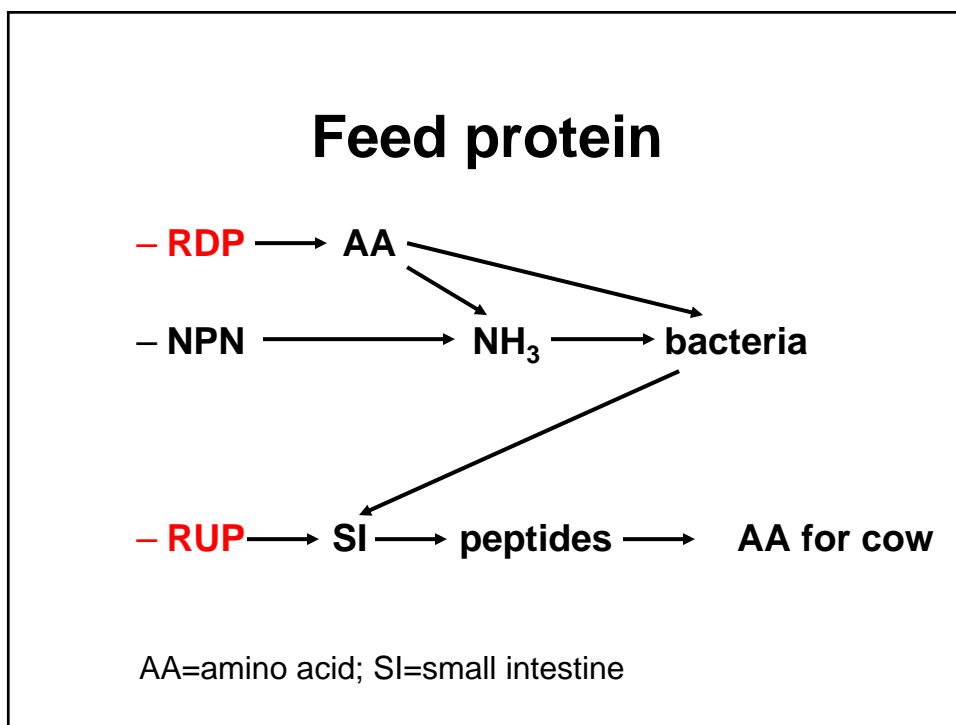 Feed protein
– RDP AA
– NPN NH3 bacteria
– RUP SI peptides AA for cow
AA=amino acid; SI=small intestine